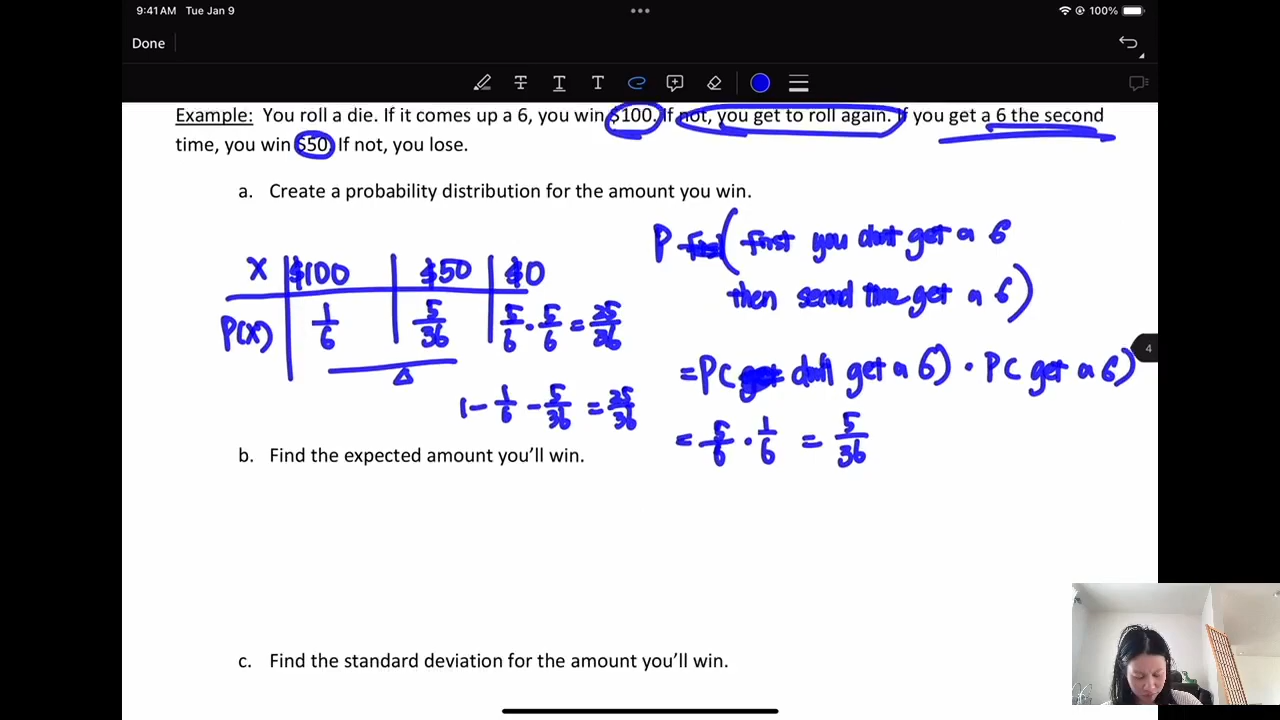 9:41 AM Tue Jan 9
100%
Done
Example: You roll a die. If it comes up a 6, you win $100. If not, you get to roll again. If you get a 6 the second
time, you win $50. If not, you lose.
a. Create a probability distribution for the amount you win.
P (first you don't get a 6
then second time get a 6)
X $100 $50 $0
P(X) 1/6 5/36 5/6 · 5/6 = 25/36
1 - 1/6 - 5/36 = 25/36
= P( don't get a 6) · P( get a 6)
= 5/6 · 1/6 = 5/36
4
b. Find the expected amount you'll win.
c. Find the standard deviation for the amount you'll win.